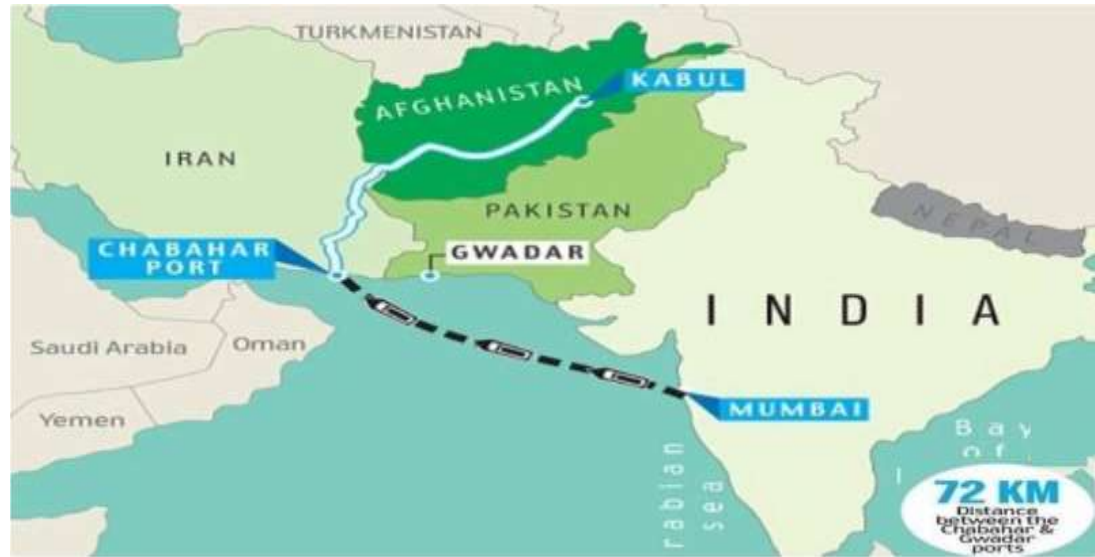 TURKMENISTAN
AFGHANISTAN
KABUL
IRAN
PAKISTAN
NEPAL
CHABAHAR
PORT
GWADAR
INDIA
Saudi Arabia
Oman
Yemen
MUMBAI
rabian
sea
Bay
of
72 KM
Distance
between the
Chabahar &
Gwadar
ports